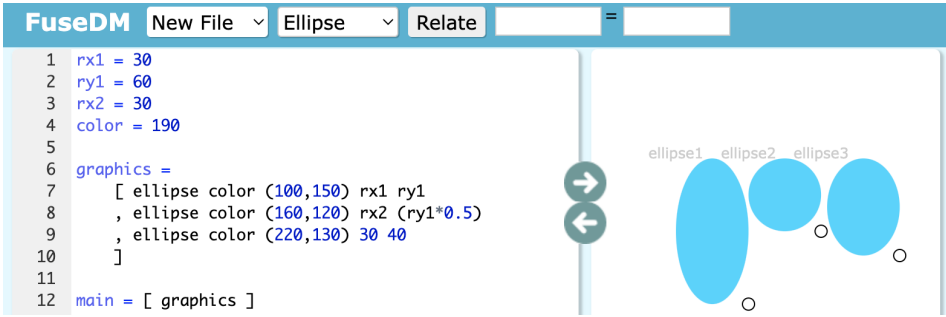 FuseDM New File Ellipse Relate =
1 rx1 = 30
2 ry1 = 60
3 rx2 = 30
4 color = 190
5
6 graphics =
7 [ ellipse color (100,150) rx1 ry1
8 , ellipse color (160,120) rx2 (ry1*0.5)
9 , ellipse color (220,130) 30 40
10 ]
11
12 main = [ graphics ]
ellipse1 ellipse2 ellipse3